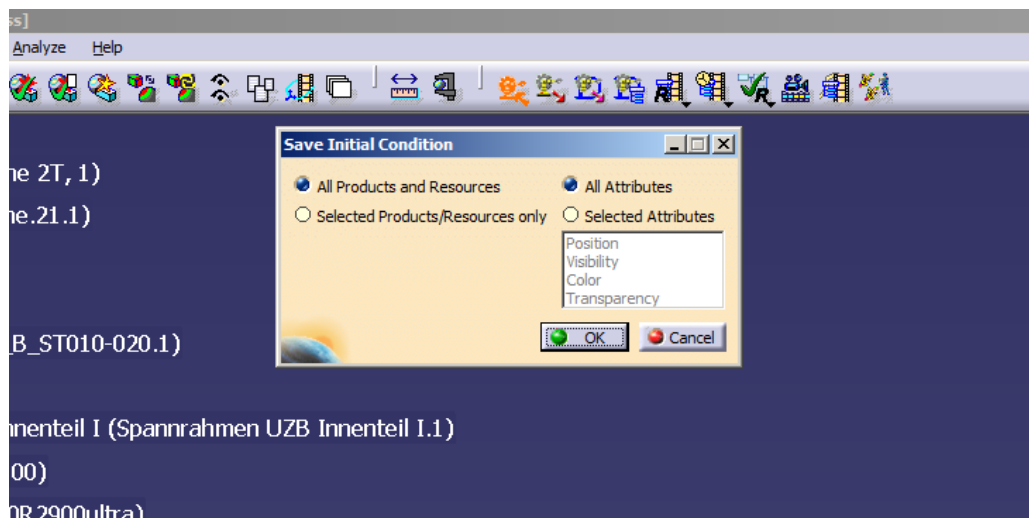 ss]
Analyze Help
Save Initial Condition
All Products and Resources
All Attributes
Selected Products/Resources only
Selected Attributes
Position
Visibility
Color
Transparency
OK
Cancel
ne 2T, 1)
ne.21.1)
_B_ST010-020.1)
nnenteil I (Spannrahmen UZB Innenteil I.1)
00)
0R2900ultra)